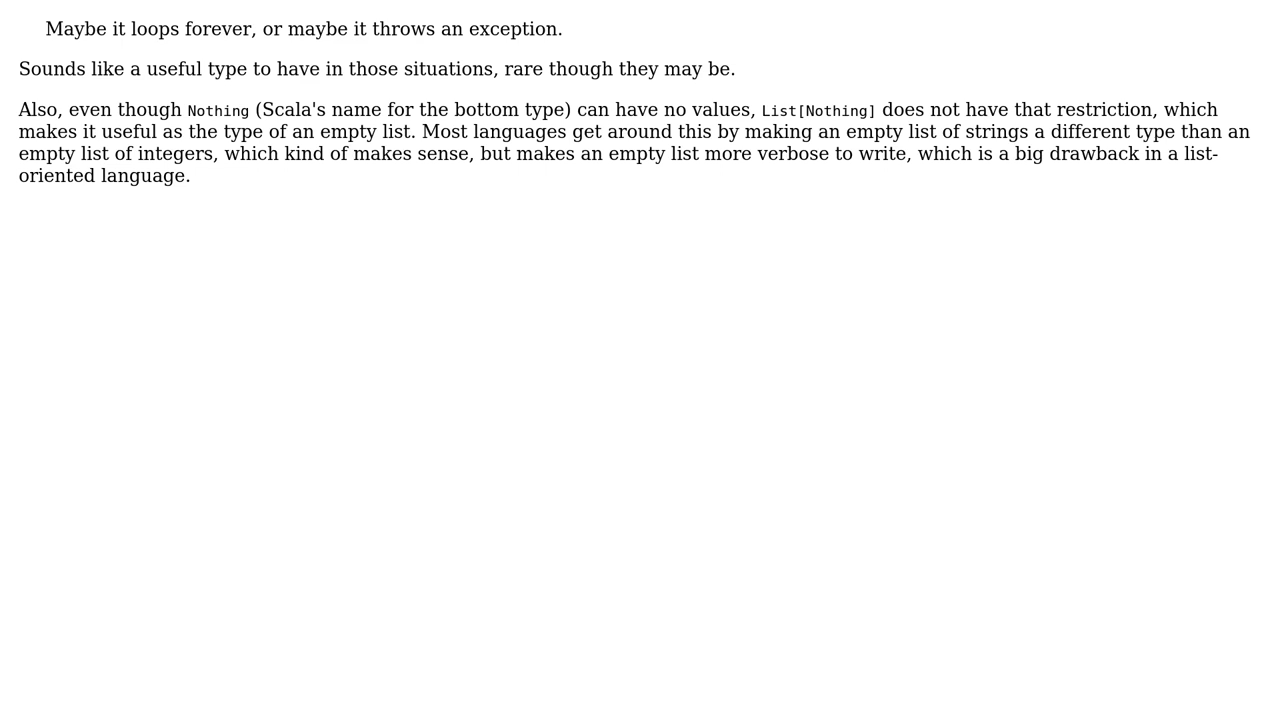 Maybe it loops forever, or maybe it throws an exception.
Sounds like a useful type to have in those situations, rare though they may be.
Also, even though Nothing (Scala's name for the bottom type) can have no values, List[Nothing] does not have that restriction, which
makes it useful as the type of an empty list. Most languages get around this by making an empty list of strings a different type than an
empty list of integers, which kind of makes sense, but makes an empty list more verbose to write, which is a big drawback in a list-
oriented language.